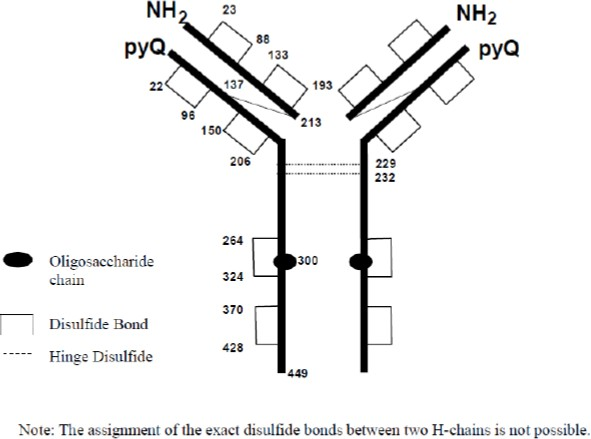 NH2
23
NH2
pyQ
88
133
pyQ
22
137
193
96
150
213
206
229
232
264
Oligosaccharide
chain
300
324
370
Disulfide Bond
428
Hinge Disulfide
449
Note: The assignment of the exact disulfide bonds between two H-chains is not possible.